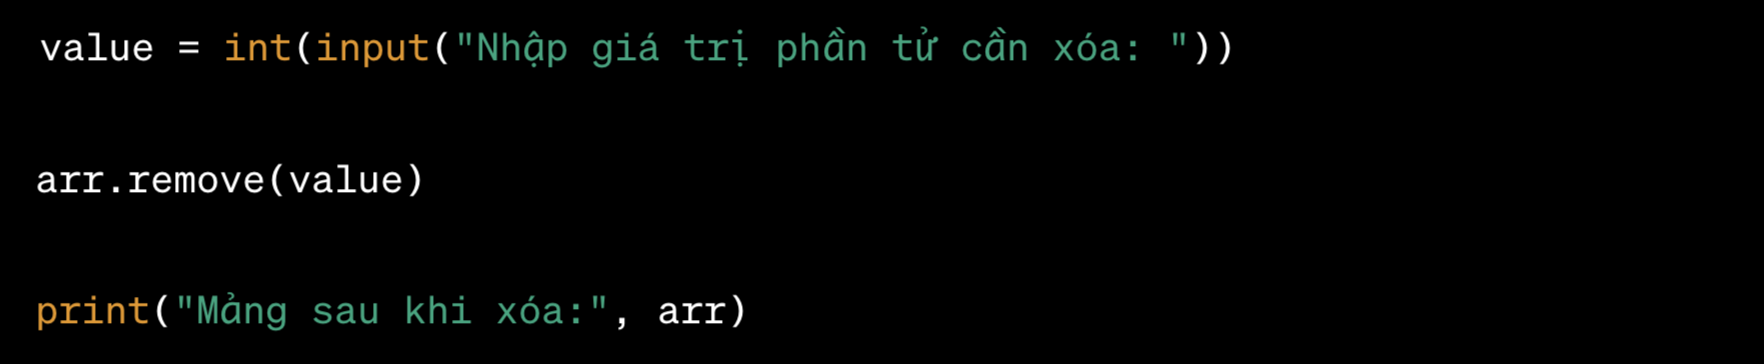 value = int(input("Nhập giá trị phần tử cần xóa: "))
arr.remove(value)
print("Mảng sau khi xóa:", arr)